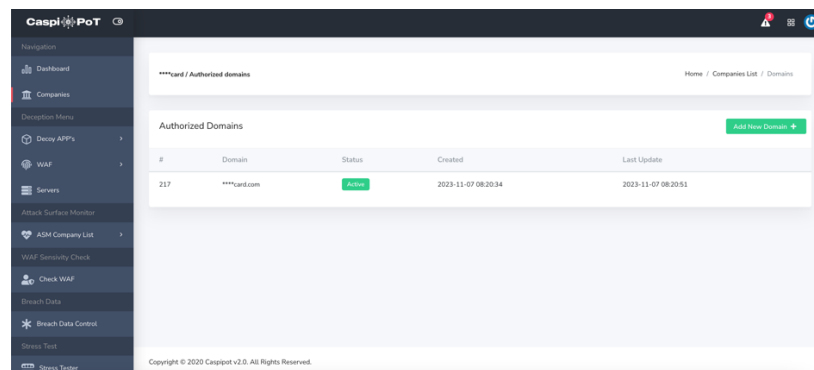 CaspiPoT
3
Navigation
Dashboard
Companies
Deception Menu
Decoy APP's
WAF
Servers
Attack Surface Monitor
ASM Company List
WAF Sensivity Check
Check WAF
Breach Data
Breach Data Control
Stress Test
Stress Tester
****card / Authorized domains
Home / Companies List / Domains
Authorized Domains
Add New Domain +
# Domain Status Created Last Update
217 ****card.com Active 2023-11-07 08:20:34 2023-11-07 08:20:51
Copyright © 2020 Caspipot v2.0. All Rights Reserved.